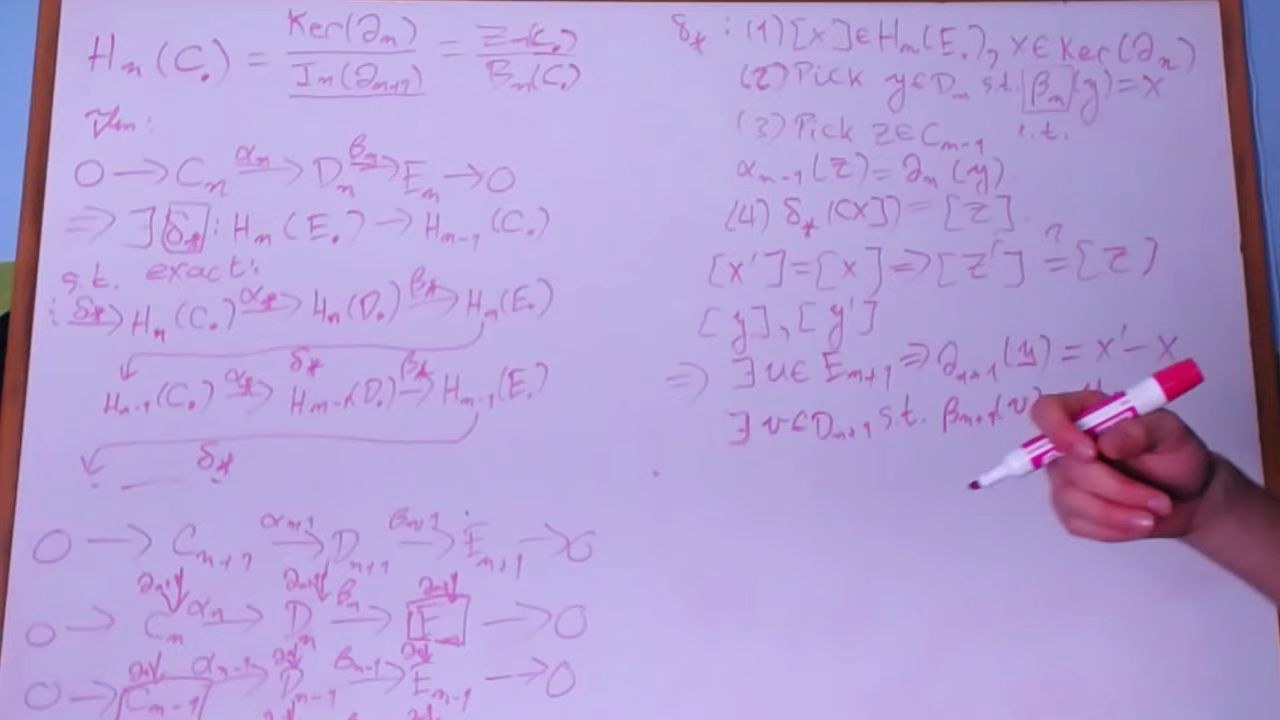 Hₙ(C.) = Ker(∂ₙ) / Im(∂ₙ₊₁) = Z (C.) / Bₙ(C.)
∀n:
0 → Cₙ —αₙ→ Dₙ —βₙ→ Eₙ → 0
⇒ ∃ δ* : Hₙ(E.) → Hₙ₋₁(C.)
s.t. exact:
⋮ —δ*→ Hₙ(C.) —α*→ Hₙ(D.) —β*→ Hₙ(E.)
δ*
Hₙ₋₁(C.) —α*→ Hₙ₋₁(D.) —β*→ Hₙ₋₁(E.)
δ*
0 → Cₙ₊₁ —αₙ₊₁→ Dₙ₊₁ —βₙ₊₁→ Eₙ₊₁ → 0
∂ₙ₊₁↓ ∂ₙ₊₁↓ ∂ₙ₊₁↓
0 → Cₙ —αₙ→ Dₙ —βₙ→ E → 0
∂ₙ↓ ∂ₙ↓ ∂ₙ↓
0 → Cₙ₋₁ —αₙ₋₁→ Dₙ₋₁ —βₙ₋₁→ Eₙ₋₁ → 0
δ* : (1) [x] ∈ Hₙ(E.), x ∈ Ker(∂ₙ)
(2) Pick y ∈ Dₙ s.t. βₙ(y) = x
(3) Pick z ∈ Cₙ₋₁ s.t.
αₙ₋₁(z) = ∂ₙ(y)
(4) δ*([x]) = [z].
[x'] = [x] ⇒ [z'] ≟ [z]
[y], [y']
⇒ ∃ u ∈ Eₙ₊₁ ⇒ ∂ₙ₊₁(u) = x' − x
∃ v ∈ Dₙ₊₁ s.t. βₙ₊₁(v)